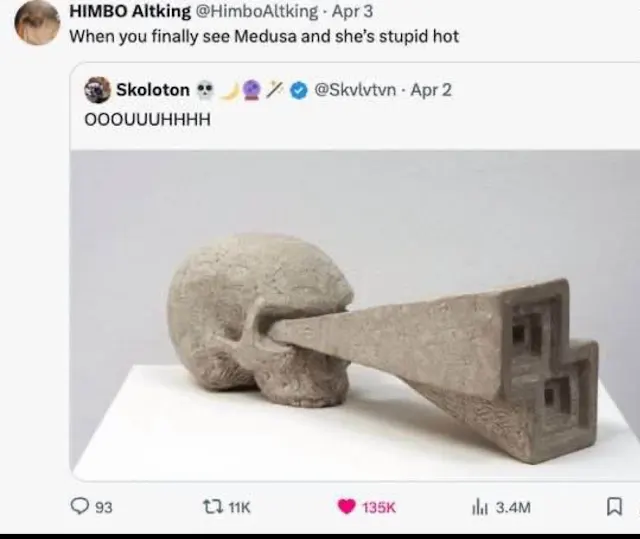 HIMBO Altking @HimboAltking · Apr 3
When you finally see Medusa and she's stupid hot
Skoloton 💀 🌙 🔮 🪄 @Skvlvtvn · Apr 2
OOOUUUHHHH
93 11K 135K 3.4M